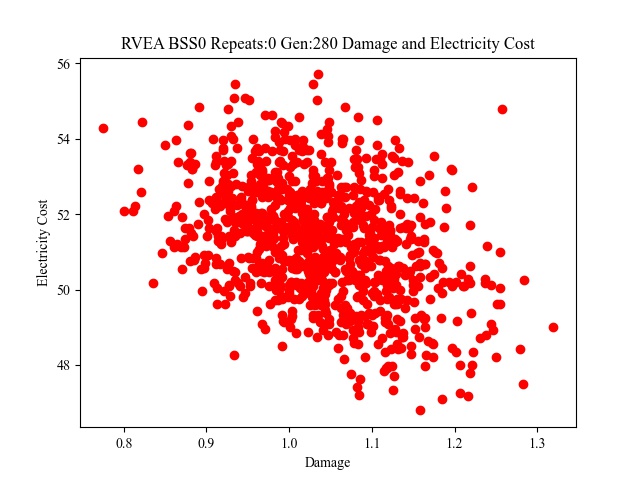 RVEA BSS0 Repeats:0 Gen:280 Damage and Electricity Cost
56
54
52
50
48
Electricity Cost
0.8 0.9 1.0 1.1 1.2 1.3
Damage